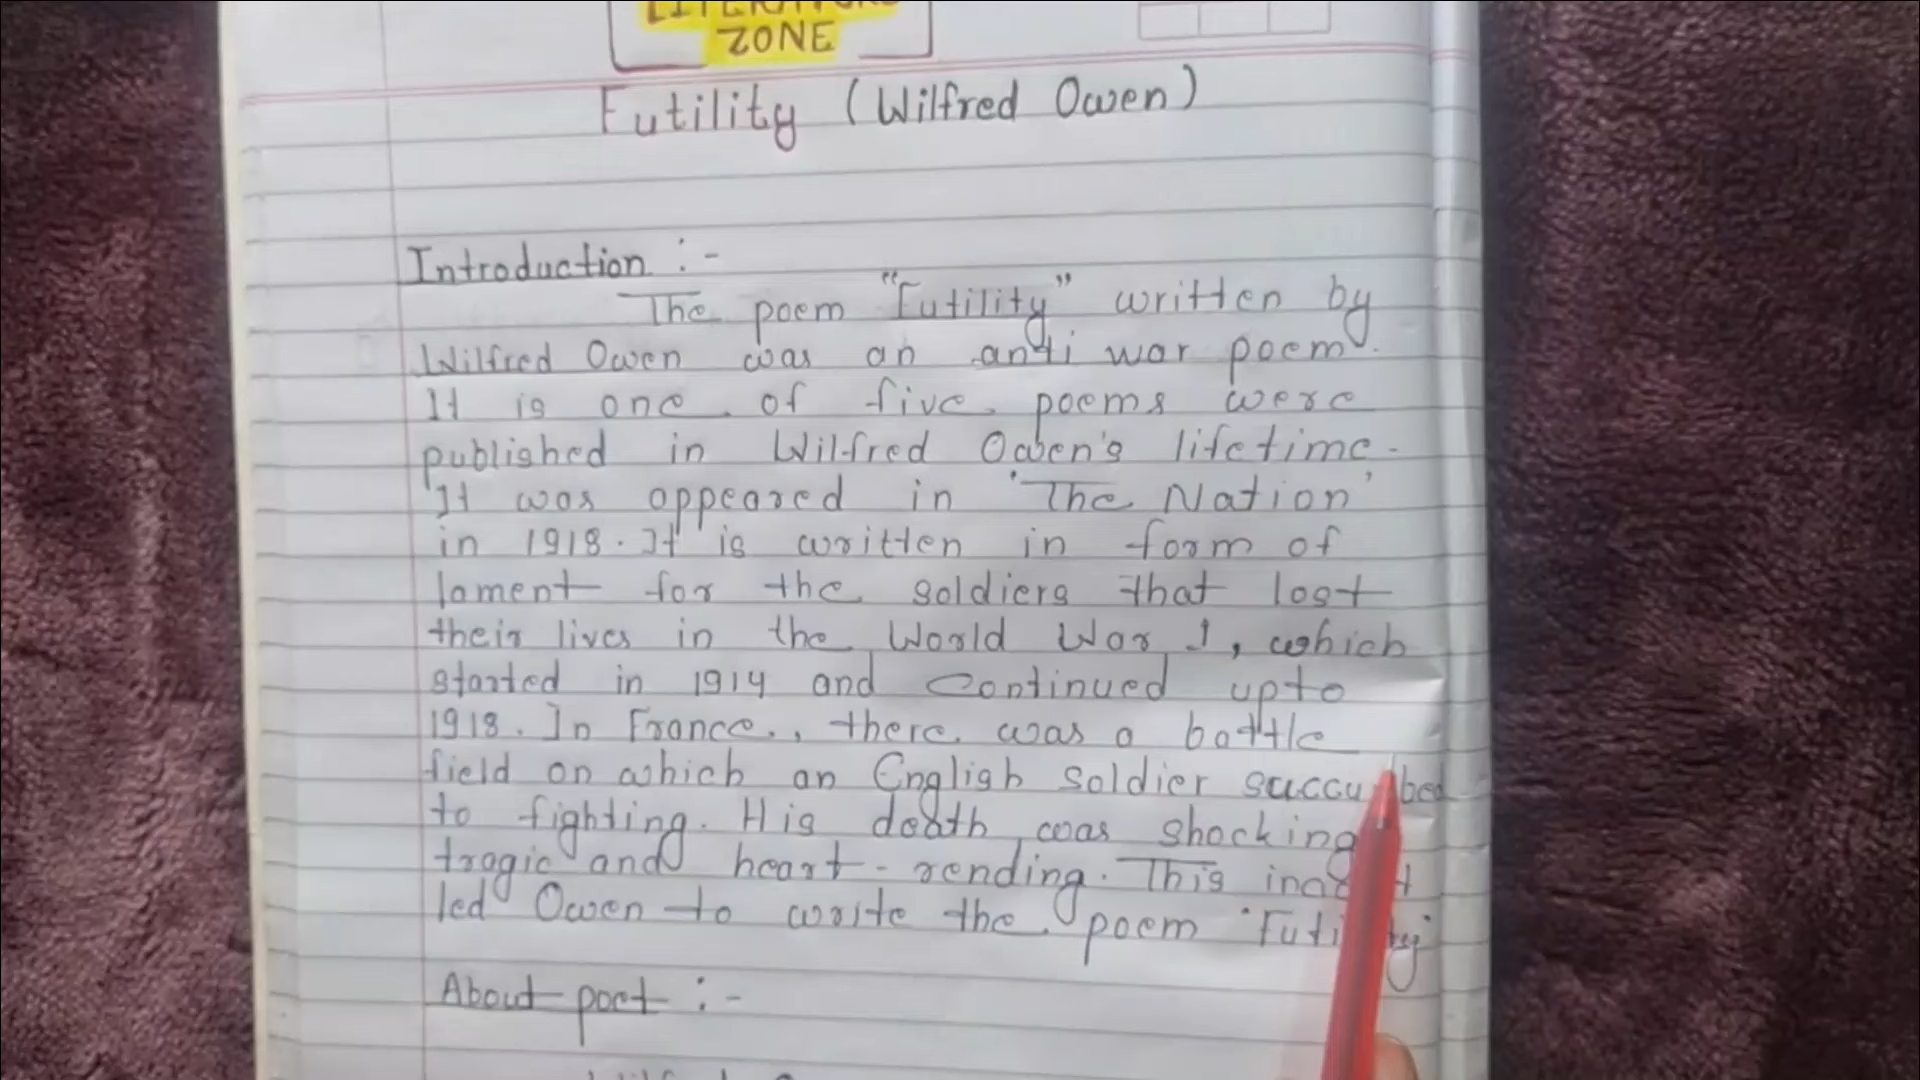 ZONE
Futility (Wilfred Owen)
Introduction :-
The poem "Futility" written by
Wilfred Owen was an anti war poem.
It is one of five poems were
published in Wilfred Owen's lifetime.
It was appeared in 'The Nation'
in 1918. It is written in form of
lament for the soldiers that lost
their lives in the World War I, which
started in 1914 and continued upto
1918. In France, there was a battle
field on which an English soldier
to fighting. His death was shocking
tragic and heart-rending. This
led Owen to write the poem
About poet :-